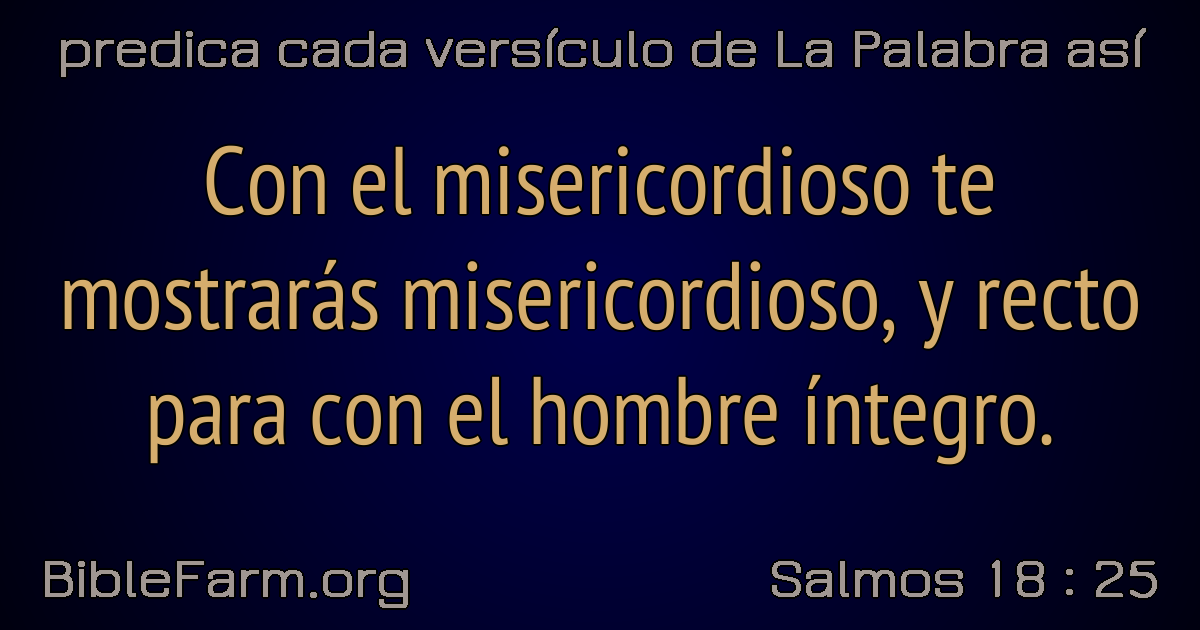 predica cada versículo de La Palabra así
Con el misericordioso te
mostrarás misericordioso, y recto
para con el hombre íntegro.
BibleFarm.org
Salmos 18 : 25